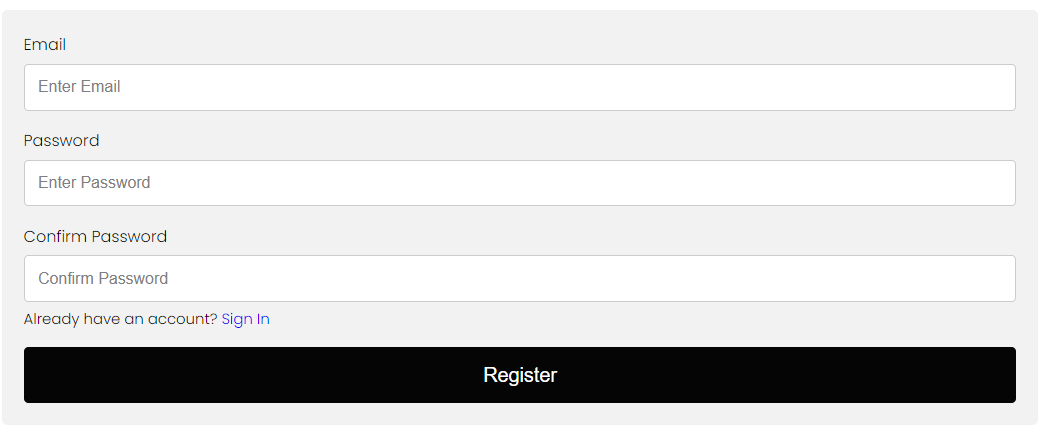 Email
Enter Email
Password
Enter Password
Confirm Password
Confirm Password
Already have an account? Sign In
Register